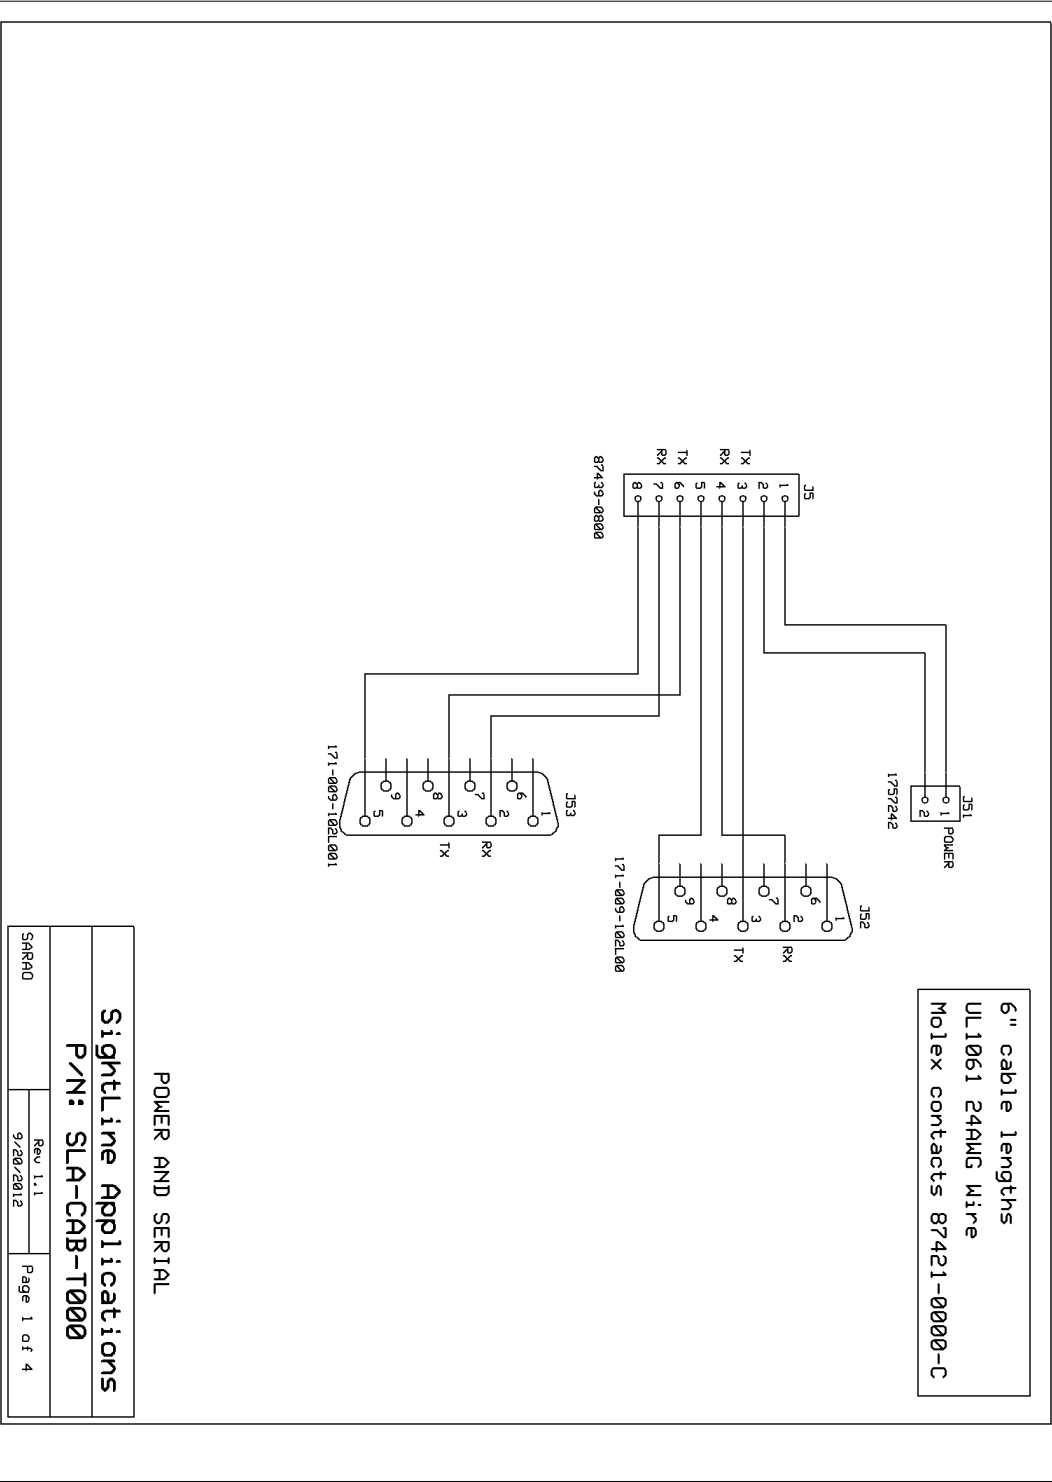 6" cable lengths
UL1061 24AWG Wire
Molex contacts 87421-0000-C
J51
1
2
POWER
1757242
J5
1
2
3
4
5
6
7
8
Tx
Rx
Tx
Rx
87439-0800
J52
1
6
2
7
3
8
4
9
5
Rx
Tx
171-009-102L00
J53
1
6
2
7
3
8
4
9
5
Rx
Tx
171-009-102L001
POWER AND SERIAL
SightLine Applications
P/N: SLA-CAB-T000
SARAO
Rev 1.1
9/20/2012
Page 1 of 4